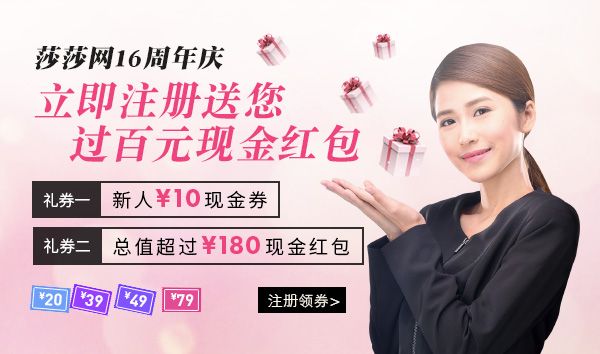 莎莎网16周年庆
立即注册送您
过百元现金红包
礼券一 新人¥10现金券
礼券二 总值超过¥180现金红包
¥20 ¥39 ¥49 ¥79
注册领券>